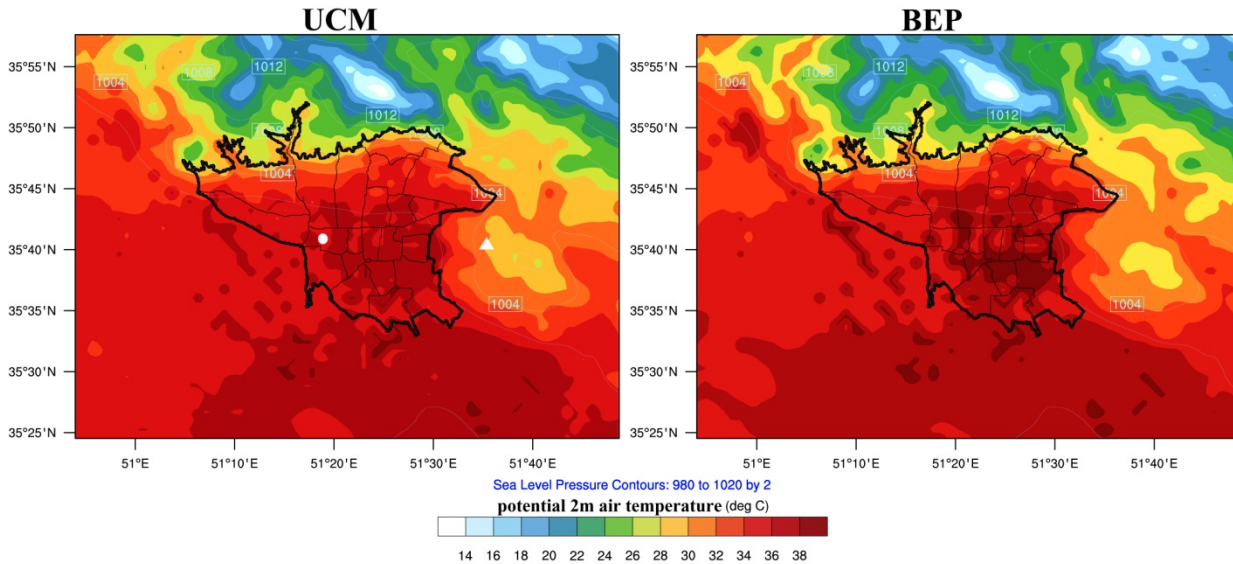 UCM BEP
35°55'N
35°50'N
35°45'N
35°40'N
35°35'N
35°30'N
35°25'N
1004
1008
1012
1012
1004
1004
1004
51°E 51°10'E 51°20'E 51°30'E 51°40'E
35°55'N
35°50'N
35°45'N
35°40'N
35°35'N
35°30'N
35°25'N
1004
1008
1012
1012
1008
1004
1004
1004
51°E 51°10'E 51°20'E 51°30'E 51°40'E
Sea Level Pressure Contours: 980 to 1020 by 2
potential 2m air temperature (deg C)
14 16 18 20 22 24 26 28 30 32 34 36 38